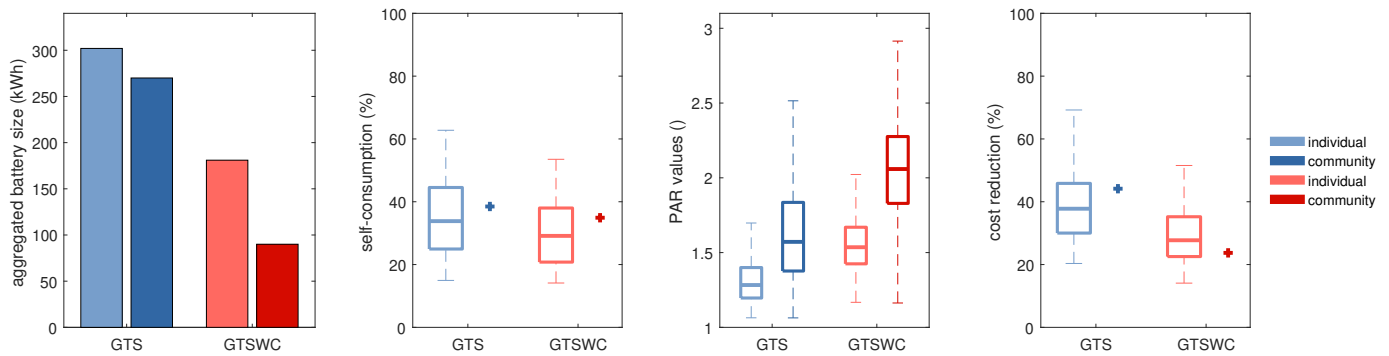 aggregated battery size (kWh)
300
250
200
150
100
50
0
GTS
GTSWC
self-consumption (%)
100
80
60
40
20
0
GTS
GTSWC
PAR values ()
3
2.5
2
1.5
1
GTS
GTSWC
cost reduction (%)
100
80
60
40
20
0
GTS
GTSWC
individual
community
individual
community